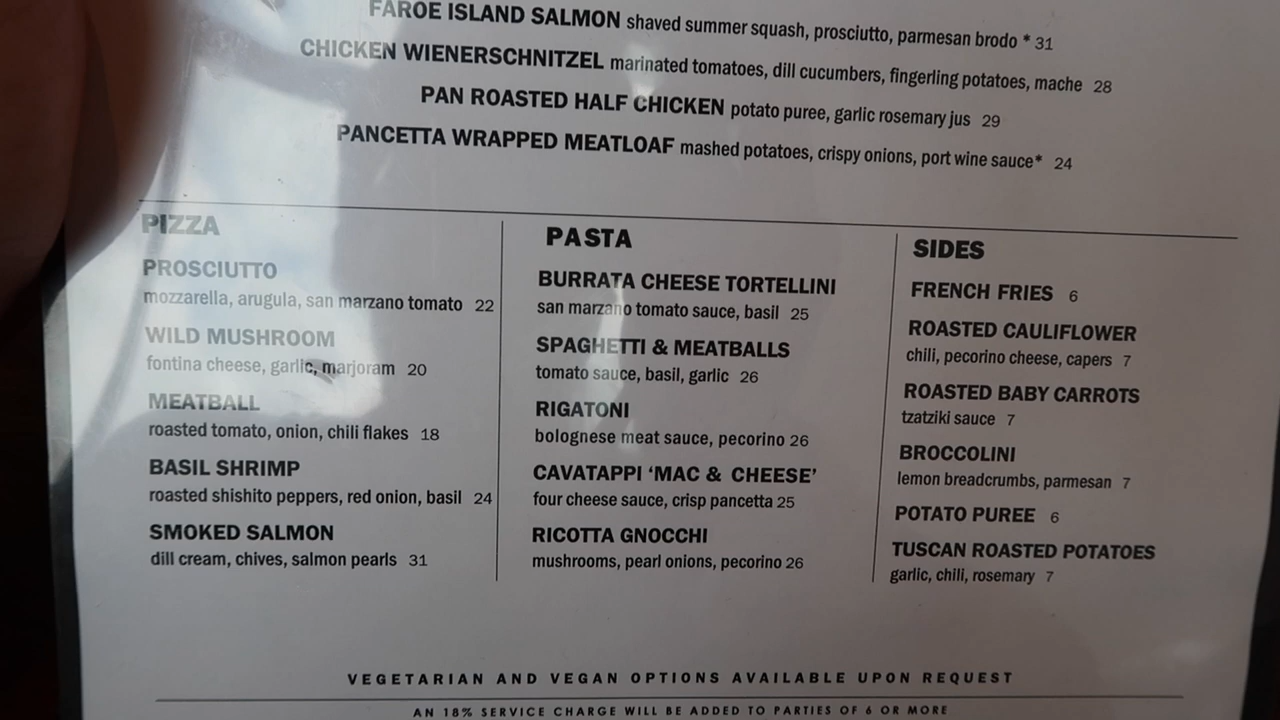 FAROE ISLAND SALMON shaved summer squash, prosciutto, parmesan brodo * 31
CHICKEN WIENERSCHNITZEL marinated tomatoes, dill cucumbers, fingerling potatoes, mache 28
PAN ROASTED HALF CHICKEN potato puree, garlic rosemary jus 29
PANCETTA WRAPPED MEATLOAF mashed potatoes, crispy onions, port wine sauce* 24
PIZZA
PROSCIUTTO
mozzarella, arugula, san marzano tomato 22
WILD MUSHROOM
fontina cheese, garlic, marjoram 20
MEATBALL
roasted tomato, onion, chili flakes 18
BASIL SHRIMP
roasted shishito peppers, red onion, basil 24
SMOKED SALMON
dill cream, chives, salmon pearls 31
PASTA
BURRATA CHEESE TORTELLINI
san marzano tomato sauce, basil 25
SPAGHETTI & MEATBALLS
tomato sauce, basil, garlic 26
RIGATONI
bolognese meat sauce, pecorino 26
CAVATAPPI ‘MAC & CHEESE’
four cheese sauce, crisp pancetta 25
RICOTTA GNOCCHI
mushrooms, pearl onions, pecorino 26
SIDES
FRENCH FRIES 6
ROASTED CAULIFLOWER
chili, pecorino cheese, capers 7
ROASTED BABY CARROTS
tzatziki sauce 7
BROCCOLINI
lemon breadcrumbs, parmesan 7
POTATO PUREE 6
TUSCAN ROASTED POTATOES
garlic, chili, rosemary 7
VEGETARIAN AND VEGAN OPTIONS AVAILABLE UPON REQUEST
AN 18% SERVICE CHARGE WILL BE ADDED TO PARTIES OF 6 OR MORE